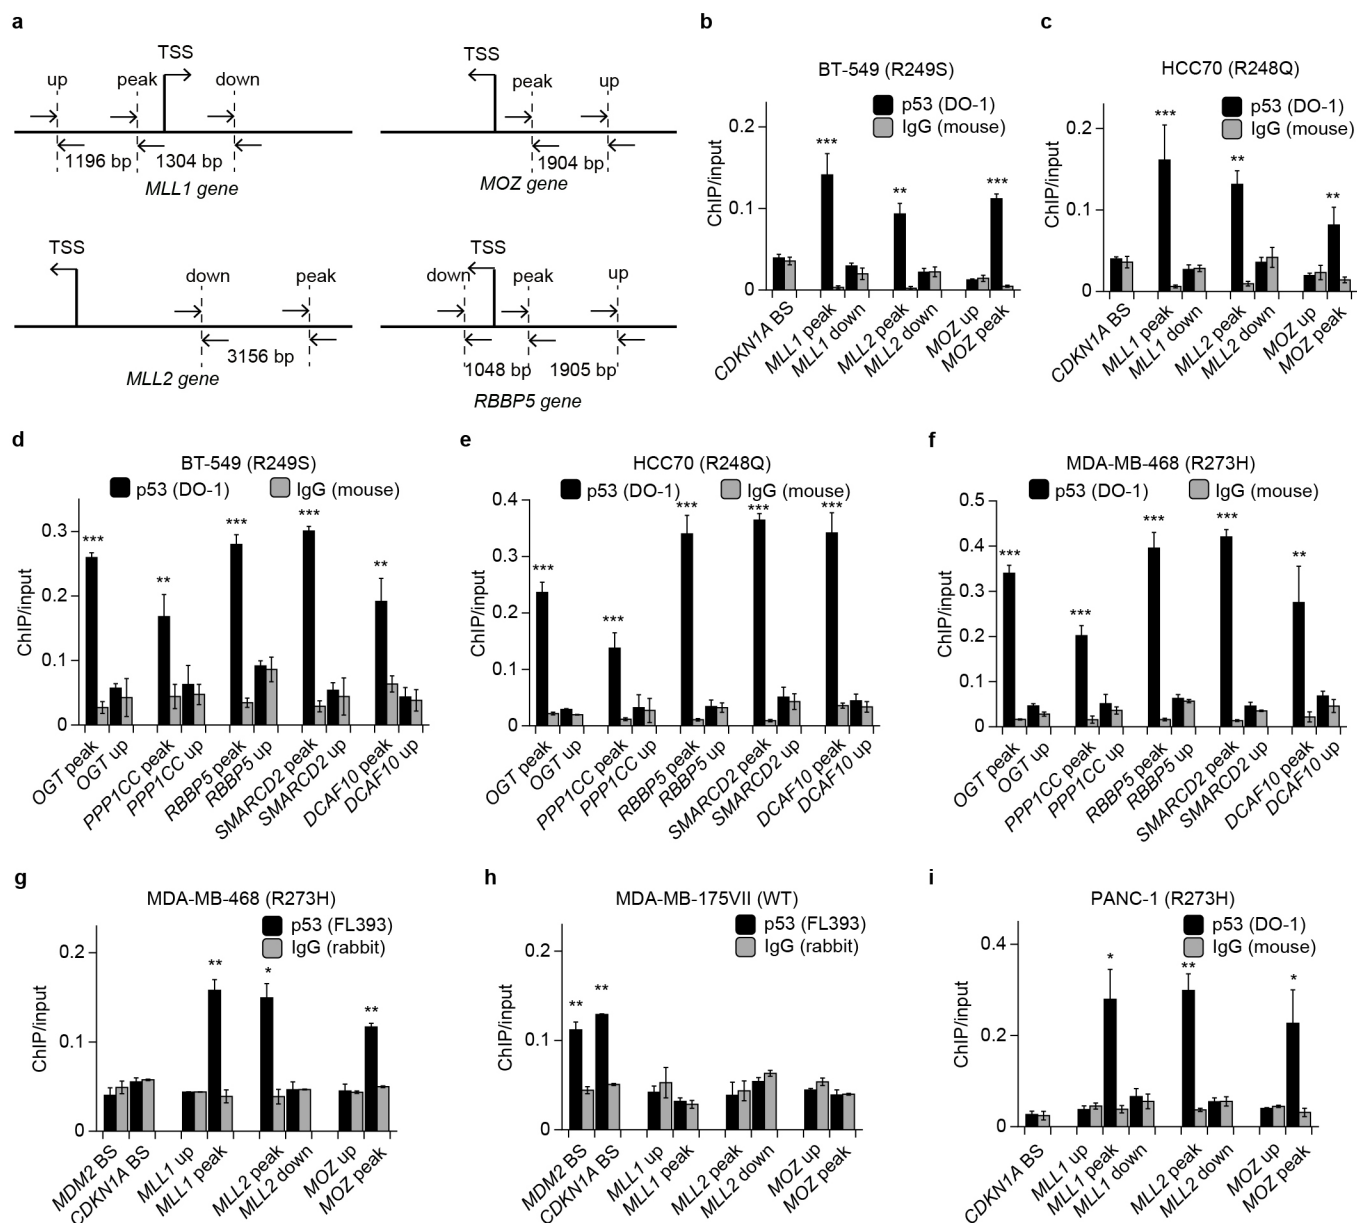 a
TSS
up
peak
down
1196 bp
1304 bp
MLL1 gene
TSS
peak
up
1904 bp
MOZ gene
TSS
down
peak
3156 bp
MLL2 gene
TSS
down
peak
up
1048 bp
1905 bp
RBBP5 gene
b
BT-549 (R249S)
p53 (DO-1)
IgG (mouse)
ChIP/input
0.2
0.1
0
***
**
***
CDKN1A BS
MLL1 peak
MLL1 down
MLL2 peak
MLL2 down
MOZ up
MOZ peak
c
HCC70 (R248Q)
p53 (DO-1)
IgG (mouse)
ChIP/input
0.2
0.1
0
***
**
**
CDKN1A BS
MLL1 peak
MLL1 down
MLL2 peak
MLL2 down
MOZ up
MOZ peak
d
BT-549 (R249S)
p53 (DO-1)
IgG (mouse)
ChIP/input
0.3
0.2
0.1
0
***
**
***
***
**
OGT peak
OGT up
PPP1CC peak
PPP1CC up
RBBP5 peak
RBBP5 up
SMARCD2 peak
SMARCD2 up
DCAF10 peak
DCAF10 up
e
HCC70 (R248Q)
p53 (DO-1)
IgG (mouse)
ChIP/input
0.4
0.3
0.2
0.1
0
***
***
***
***
***
OGT peak
OGT up
PPP1CC peak
PPP1CC up
RBBP5 peak
RBBP5 up
SMARCD2 peak
SMARCD2 up
DCAF10 peak
DCAF10 up
f
MDA-MB-468 (R273H)
p53 (DO-1)
IgG (mouse)
ChIP/input
0.5
0.4
0.3
0.2
0.1
0
***
***
***
***
**
OGT peak
OGT up
PPP1CC peak
PPP1CC up
RBBP5 peak
RBBP5 up
SMARCD2 peak
SMARCD2 up
DCAF10 peak
DCAF10 up
g
MDA-MB-468 (R273H)
p53 (FL393)
IgG (rabbit)
ChIP/input
0.2
0.1
0
**
*
**
MDM2 BS
CDKN1A BS
MLL1 up
MLL1 peak
MLL2 peak
MLL2 down
MOZ up
MOZ peak
h
MDA-MB-175VII (WT)
p53 (FL393)
IgG (rabbit)
ChIP/input
0.2
0.1
0
**
**
MDM2 BS
CDKN1A BS
MLL1 up
MLL1 peak
MLL2 peak
MLL2 down
MOZ up
MOZ peak
i
PANC-1 (R273H)
p53 (DO-1)
IgG (mouse)
ChIP/input
0.4
0.2
0
*
**
*
CDKN1A BS
MLL1 up
MLL1 peak
MLL1 down
MLL2 peak
MLL2 down
MOZ up
MOZ peak